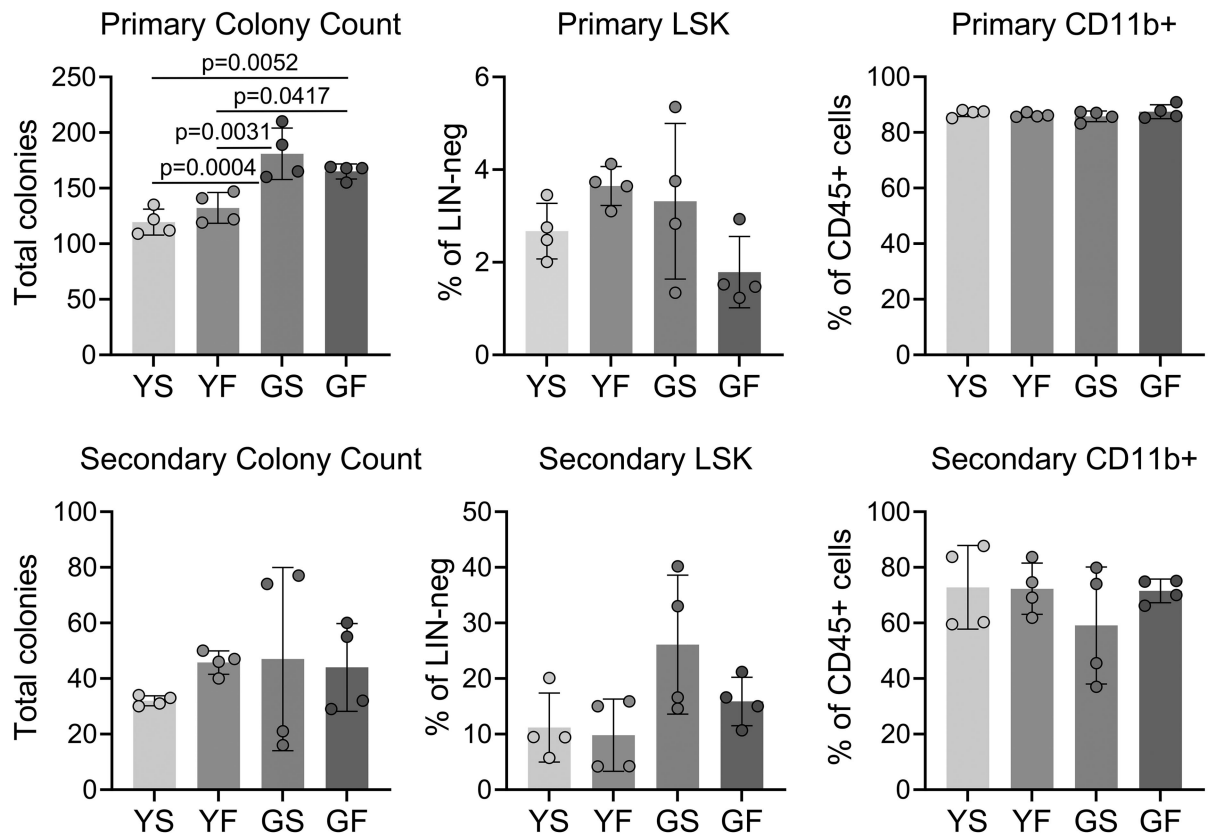 Primary Colony Count
Primary LSK
Primary CD11b+
Total colonies
250
200
150
100
50
0
p=0.0052
p=0.0417
p=0.0031
p=0.0004
YS YF GS GF
% of LIN-neg
6
4
2
0
YS YF GS GF
% of CD45+ cells
100
80
60
40
20
0
YS YF GS GF
Secondary Colony Count
Secondary LSK
Secondary CD11b+
Total colonies
100
80
60
40
20
0
YS YF GS GF
% of LIN-neg
50
40
30
20
10
0
YS YF GS GF
% of CD45+ cells
100
80
60
40
20
0
YS YF GS GF